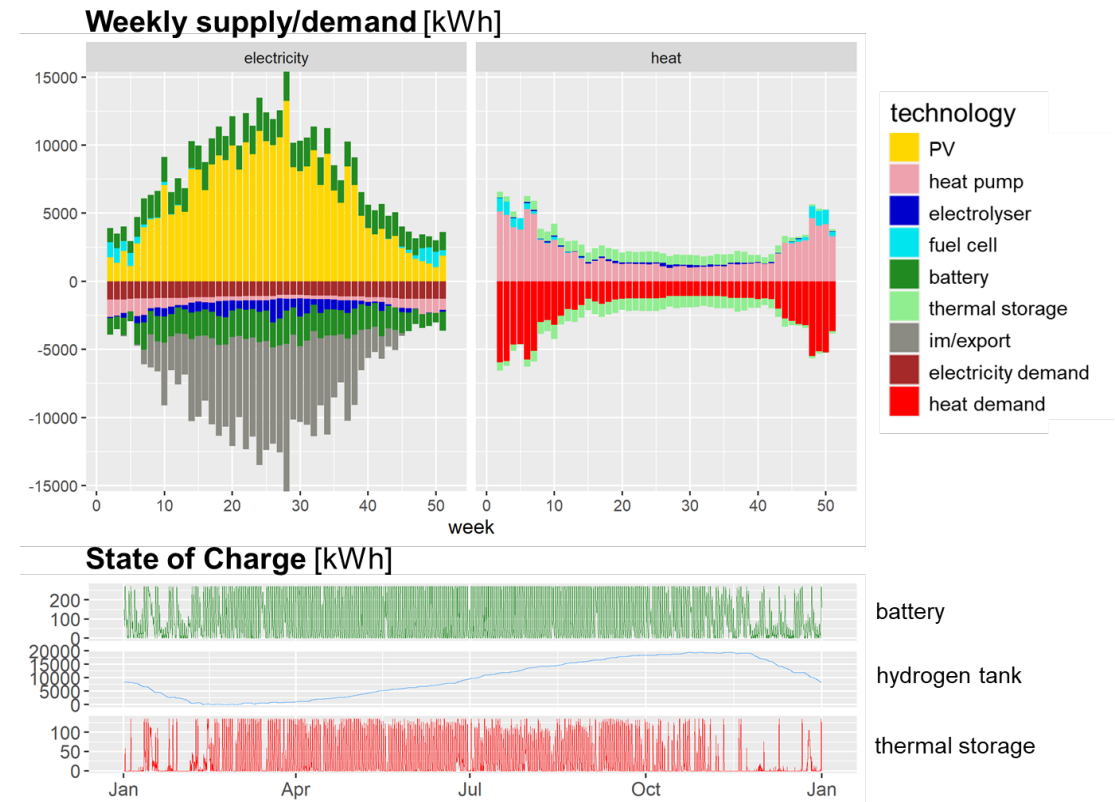 Weekly supply/demand [kWh]
electricity
heat
15000
10000
5000
0
-5000
-10000
-15000
0 10 20 30 40 50
0 10 20 30 40 50
week
technology
PV
heat pump
electrolyser
fuel cell
battery
thermal storage
im/export
electricity demand
heat demand
State of Charge [kWh]
200
100
0
battery
20000
15000
10000
5000
0
hydrogen tank
100
50
0
thermal storage
Jan Apr Jul Oct Jan